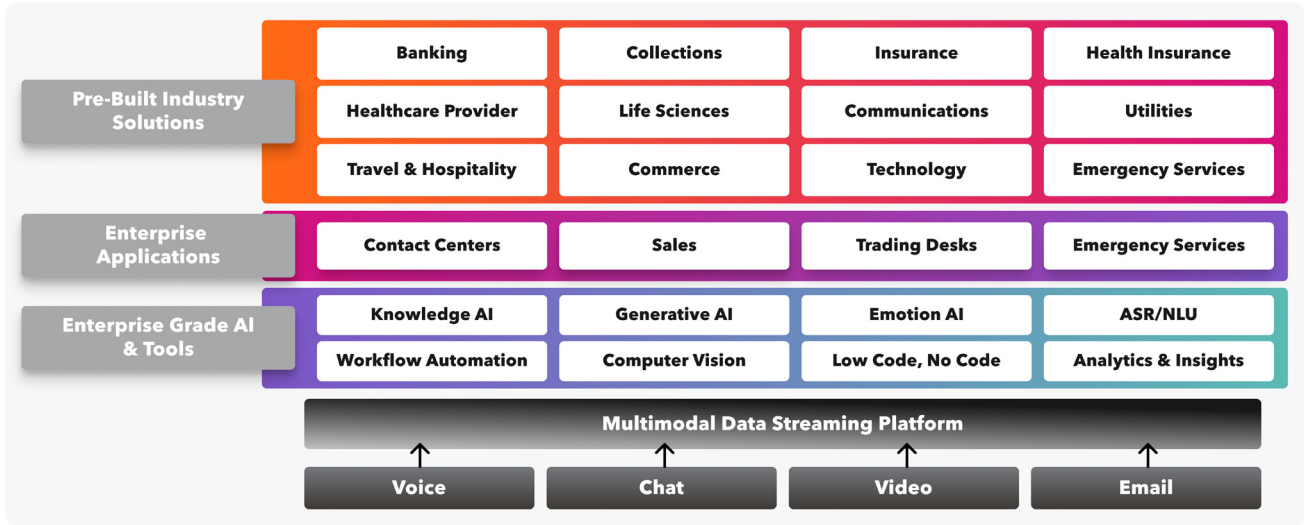 Banking
Collections
Insurance
Health Insurance
Pre-Built Industry
Solutions
Healthcare Provider
Life Sciences
Communications
Utilities
Travel & Hospitality
Commerce
Technology
Emergency Services
Enterprise
Applications
Contact Centers
Sales
Trading Desks
Emergency Services
Enterprise Grade AI
& Tools
Knowledge AI
Generative AI
Emotion AI
ASR/NLU
Workflow Automation
Computer Vision
Low Code, No Code
Analytics & Insights
Multimodal Data Streaming Platform
Voice
Chat
Video
Email